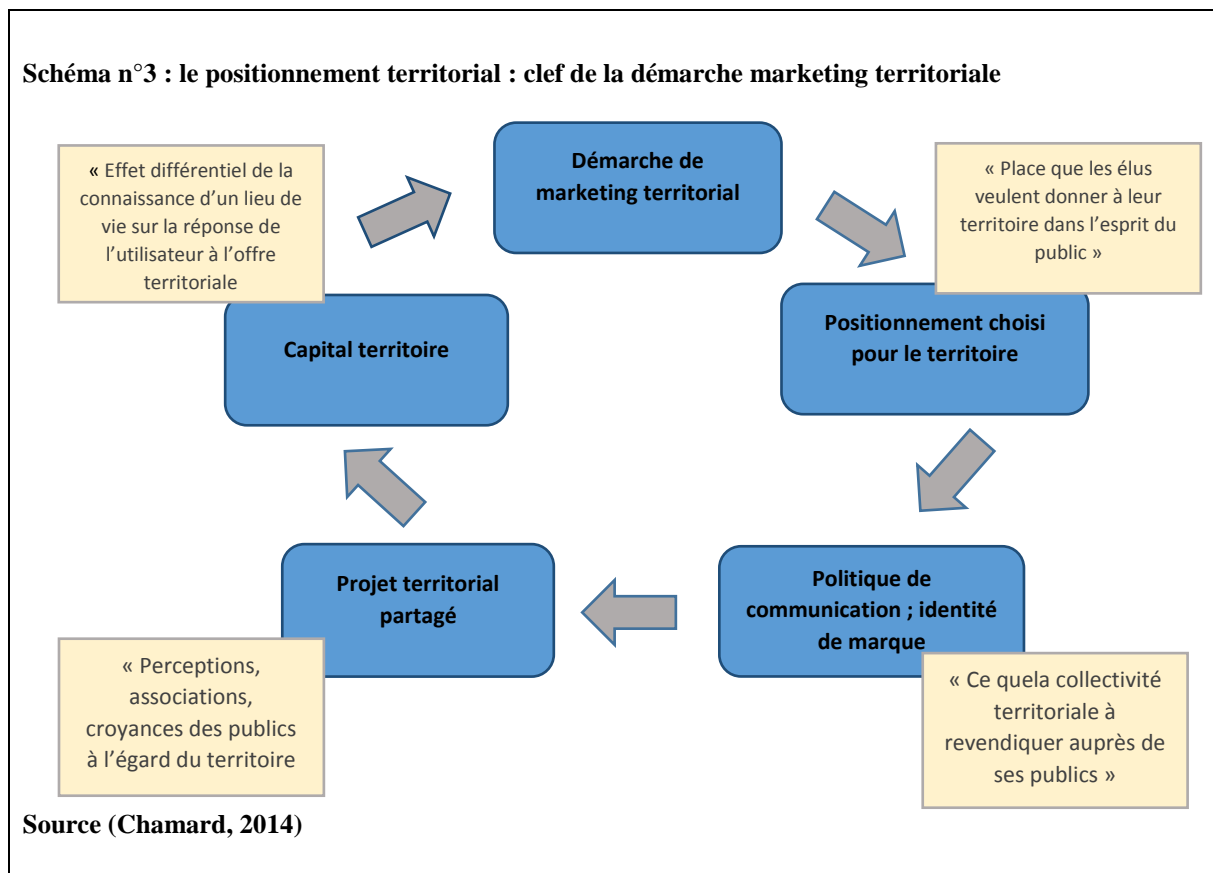 Schéma n°3 : le positionnement territorial : clef de la démarche marketing territoriale
Démarche de
marketing territorial
« Place que les élus
veulent donner à leur
territoire dans l'esprit du
public »
Positionnement choisi
pour le territoire
Politique de
communication ; identité
de marque
« Ce quela collectivité
territoriale à
revendiquer auprès de
ses publics »
Projet territorial
partagé
« Perceptions,
associations,
croyances des publics
à l'égard du territoire
Capital territoire
« Effet différentiel de la
connaissance d'un lieu de
vie sur la réponse de
l'utilisateur à l'offre
territoriale
Source (Chamard, 2014)